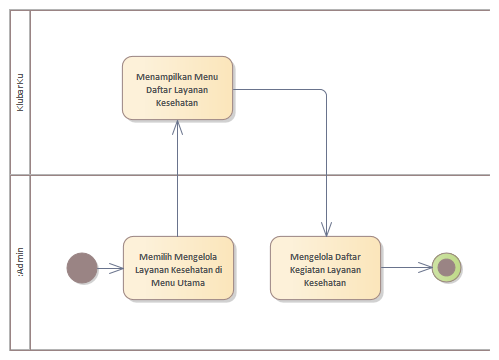 KlubarKu
Menampilkan Menu
Daftar Layanan
Kesehatan
:Admin
Memilih Mengelola
Layanan Kesehatan di
Menu Utama
Mengelola Daftar
Kegiatan Layanan
Kesehatan